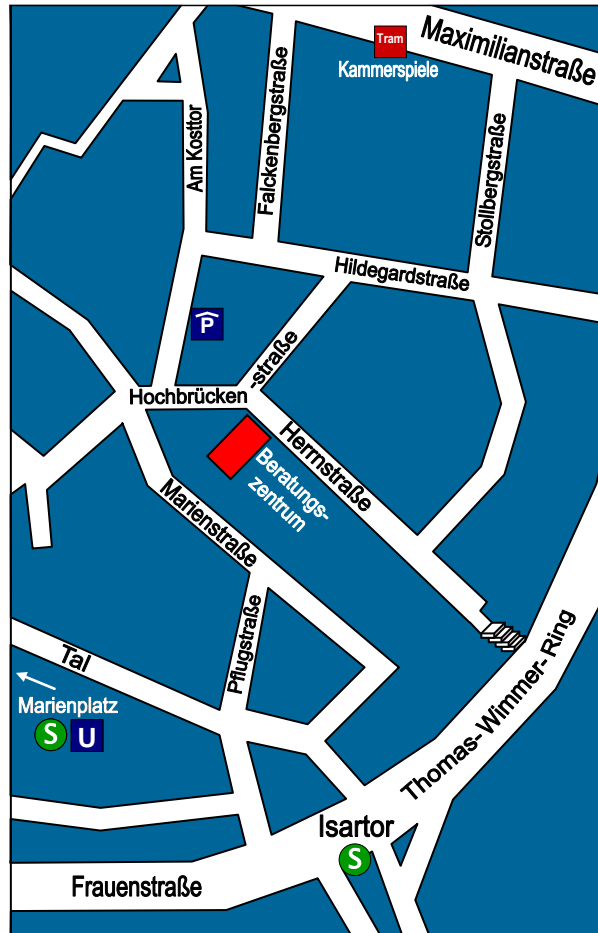 Maximilianstraße
Tram
Kammerspiele
Am Kosttor
Falckenbergstraße
Stollbergstraße
Hildegardstraße
P
Hochbrücken
-straße
Herrnstraße
Beratungs-
zentrum
Marienstraße
Pflugstraße
Tal
Marienplatz
S
U
Thomas-Wimmer-Ring
Isartor
S
Frauenstraße